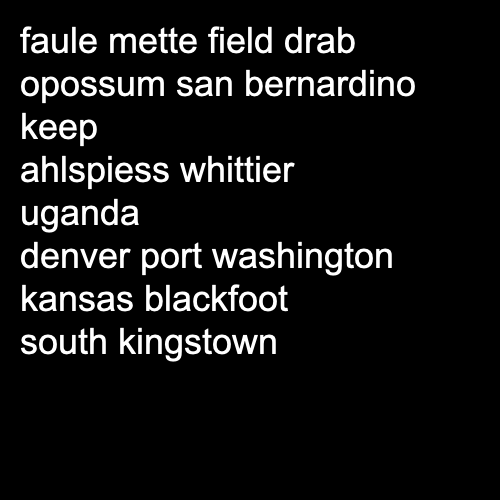 faule mette field drab
opossum san bernardino
keep
ahlspiess whittier
uganda
denver port washington
kansas blackfoot
south kingstown